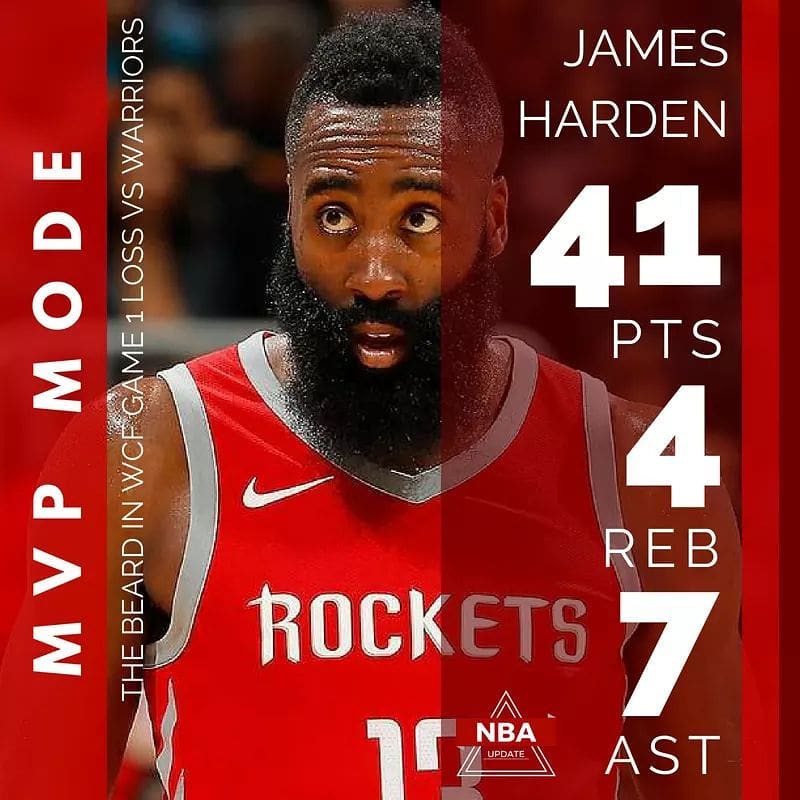 MVP MODE
THE BEARD IN WCF GAME 1 LOSS VS WARRIORS
JAMES
HARDEN
41
PTS
4
REB
7
AST
ROCKETS
13
NBA
UPDATE